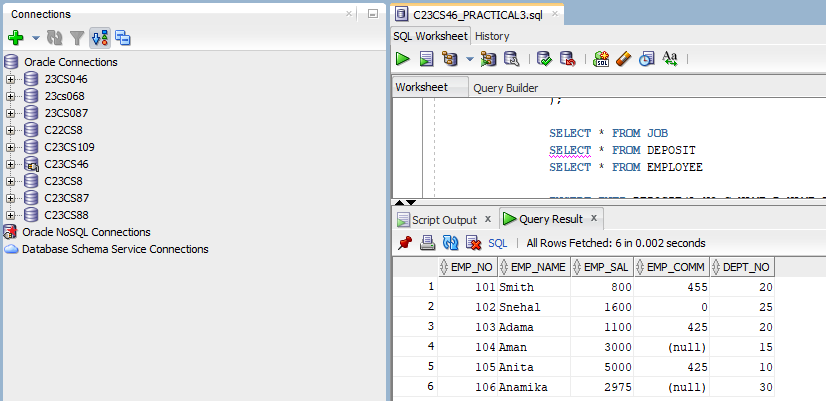 Connections
Oracle Connections
23CS046
23cs068
23CS087
C22CS8
C23CS109
C23CS46
C23CS8
C23CS87
C23CS88
Oracle NoSQL Connections
Database Schema Service Connections
C23CS46_PRACTICAL3.sql
SQL Worksheet History
Worksheet Query Builder
);
SELECT * FROM JOB
SELECT * FROM DEPOSIT
SELECT * FROM EMPLOYEE
Script Output Query Result
SQL | All Rows Fetched: 6 in 0.002 seconds
EMP_NO EMP_NAME EMP_SAL EMP_COMM DEPT_NO
1 101 Smith 800 455 20
2 102 Snehal 1600 0 25
3 103 Adama 1100 425 20
4 104 Aman 3000 (null) 15
5 105 Anita 5000 425 10
6 106 Anamika 2975 (null) 30